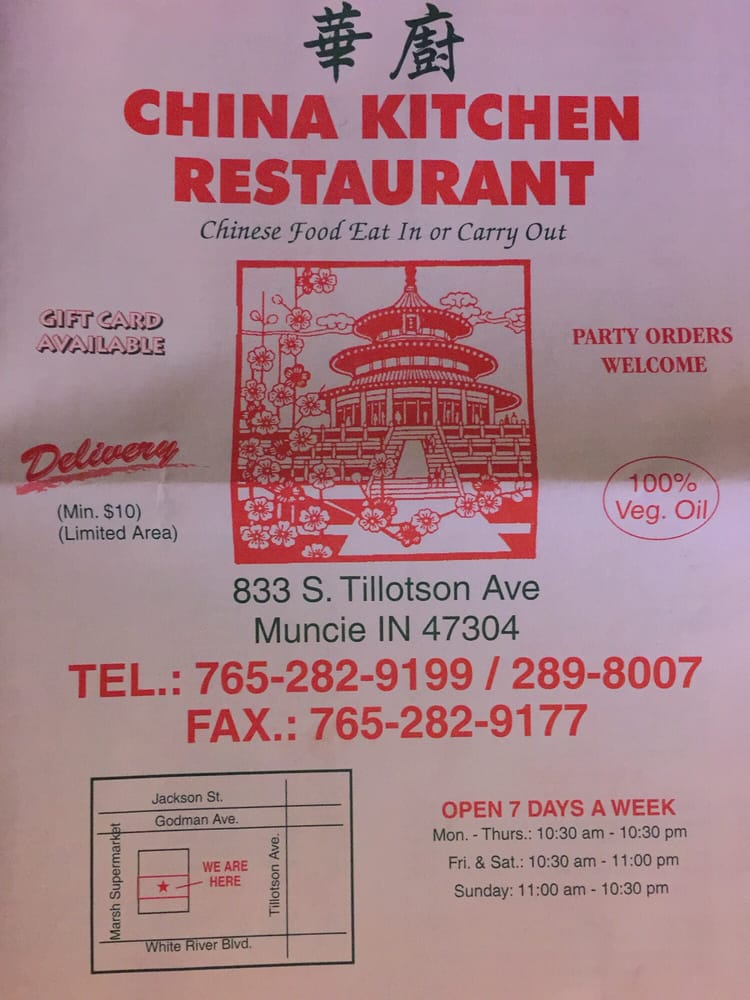 華廚
CHINA KITCHEN
RESTAURANT
Chinese Food Eat In or Carry Out
GIFT CARD
AVAILABLE
PARTY ORDERS
WELCOME
Delivery
(Min. $10)
(Limited Area)
100%
Veg. Oil
833 S. Tillotson Ave
Muncie IN 47304
TEL.: 765-282-9199 / 289-8007
FAX.: 765-282-9177
Jackson St.
Godman Ave.
Marsh Supermarket
WE ARE
HERE
Tillotson Ave.
White River Blvd.
OPEN 7 DAYS A WEEK
Mon. - Thurs.: 10:30 am - 10:30 pm
Fri. & Sat.: 10:30 am - 11:00 pm
Sunday: 11:00 am - 10:30 pm